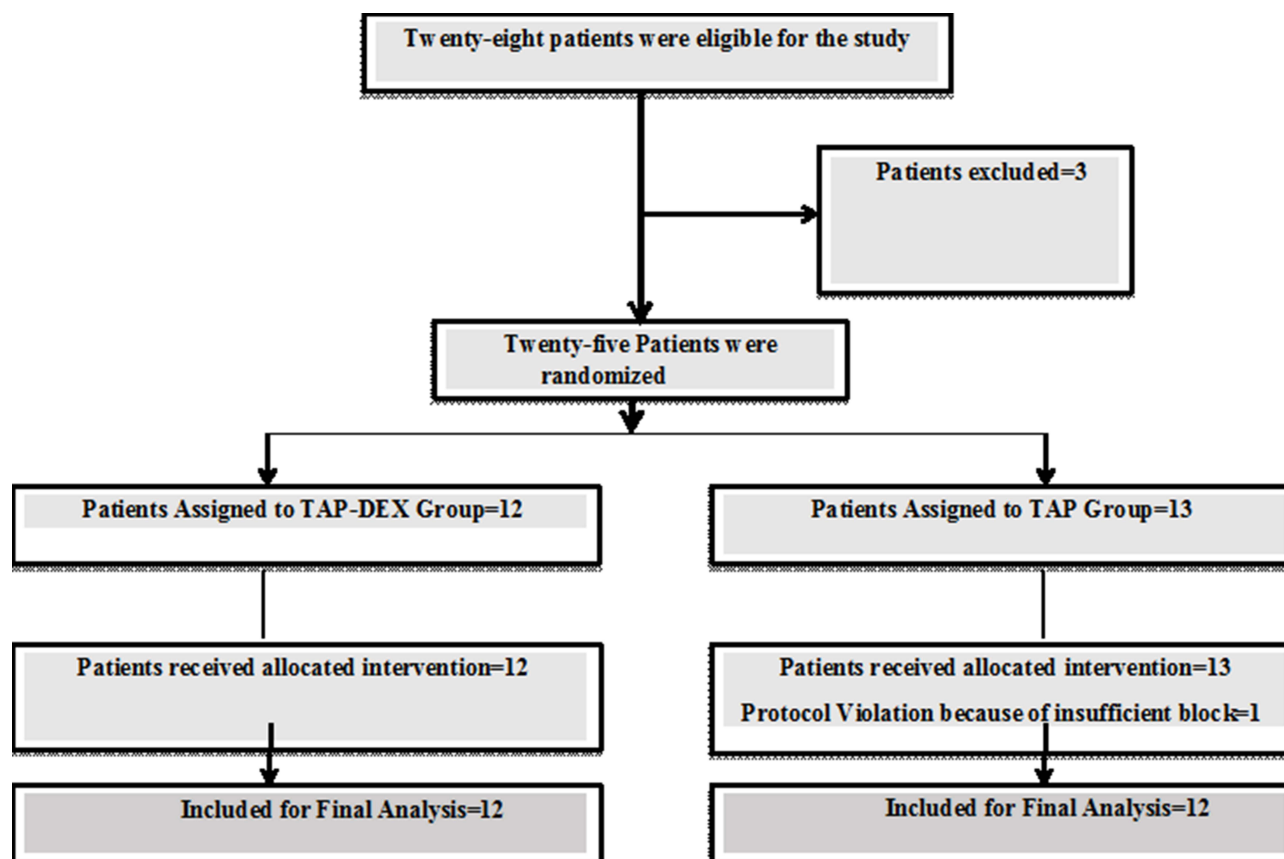 Twenty-eight patients were eligible for the study
Patients excluded=3
Twenty-five Patients were
randomized
Patients Assigned to TAP-DEX Group=12
Patients Assigned to TAP Group=13
Patients received allocated intervention=12
Patients received allocated intervention=13
Protocol Violation because of insufficient block=1
Included for Final Analysis=12
Included for Final Analysis=12